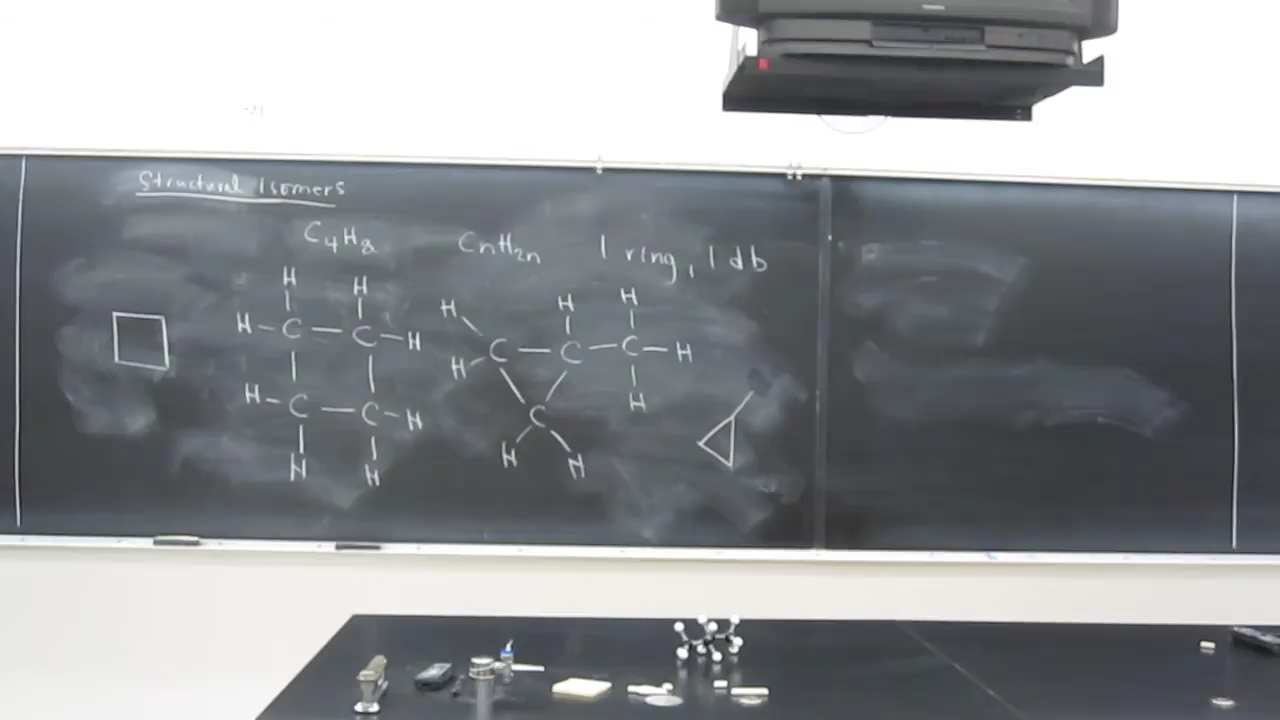 Structural Isomers
C4H8 CnH2n 1 ring, 1 db
H H H H H
H - C - C - H C - C - C - H
H H
H - C - C - H C
H H H H